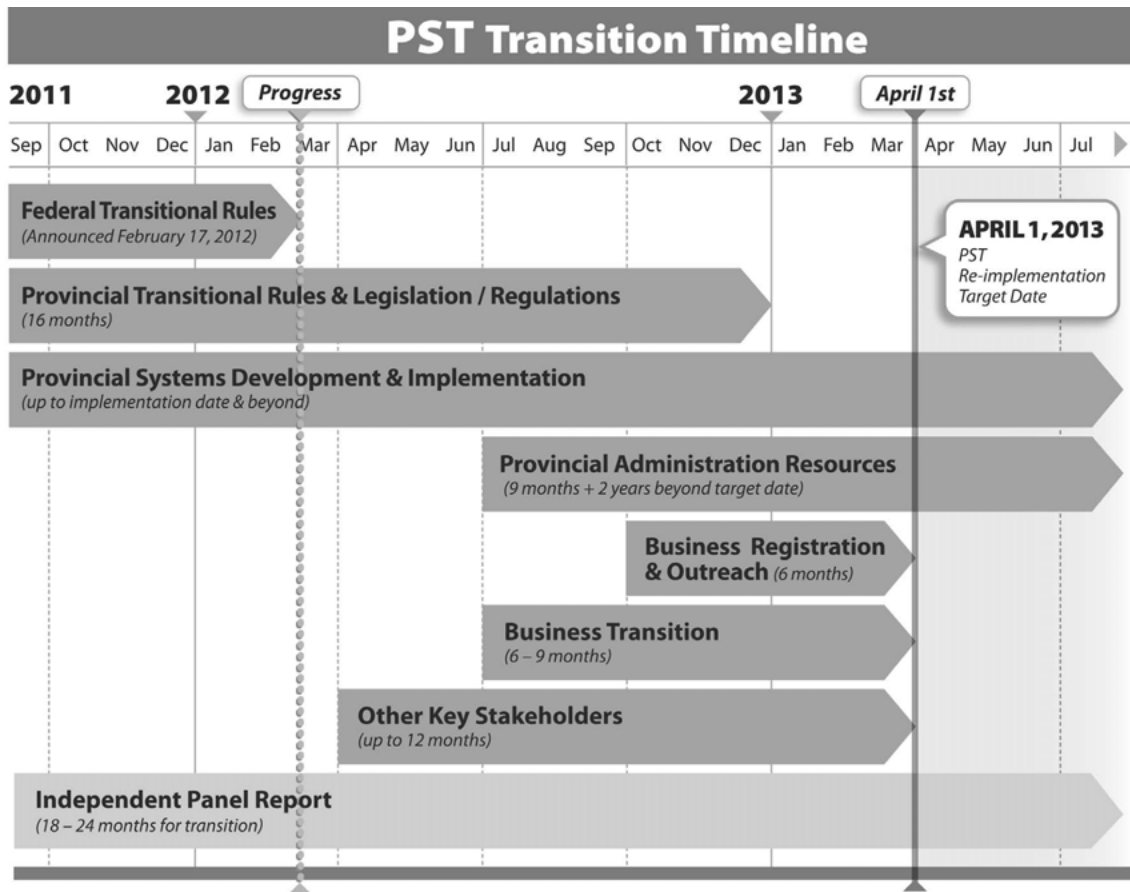 PST Transition Timeline
2011 2012 Progress 2013 April 1st
Sep Oct Nov Dec Jan Feb Mar Apr May Jun Jul Aug Sep Oct Nov Dec Jan Feb Mar Apr May Jun Jul
Federal Transitional Rules
(Announced February 17, 2012)
APRIL 1, 2013
PST
Re-implementation
Target Date
Provincial Transitional Rules & Legislation / Regulations
(16 months)
Provincial Systems Development & Implementation
(up to implementation date & beyond)
Provincial Administration Resources
(9 months + 2 years beyond target date)
Business Registration
& Outreach (6 months)
Business Transition
(6 – 9 months)
Other Key Stakeholders
(up to 12 months)
Independent Panel Report
(18 – 24 months for transition)